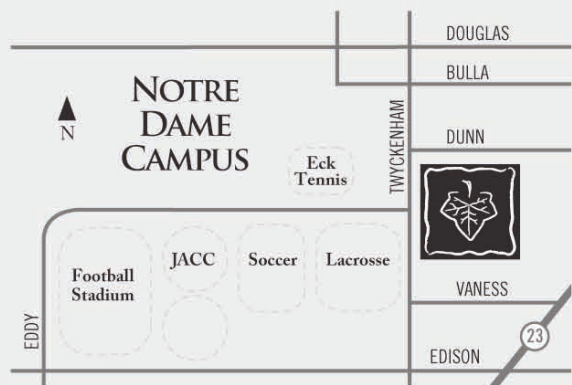 DOUGLAS
BULLA
NOTRE
DAME
CAMPUS
N
TWYCKENHAM
DUNN
Eck
Tennis
Football
Stadium
JACC
Soccer
Lacrosse
VANESS
EDDY
23
EDISON